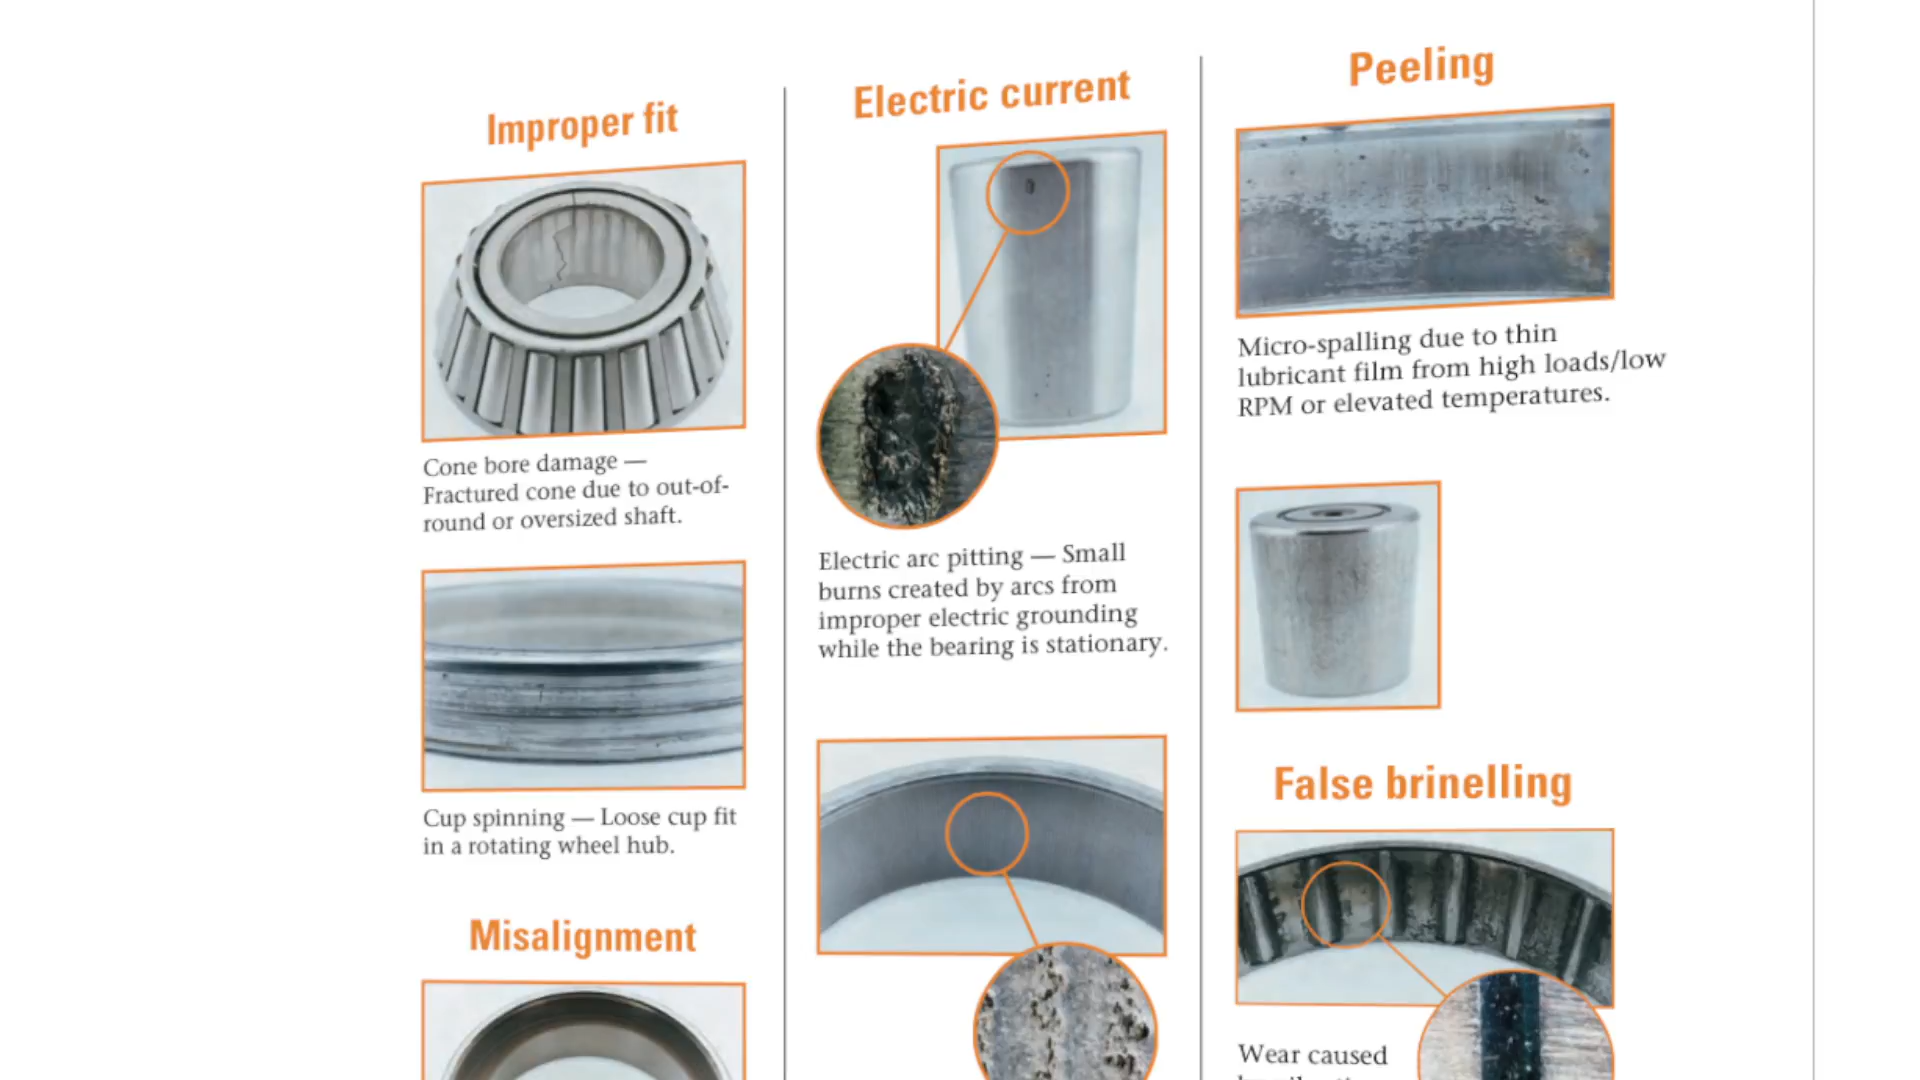 Improper fit
Cone bore damage —
Fractured cone due to out-of-
round or oversized shaft.
Cup spinning — Loose cup fit
in a rotating wheel hub.
Misalignment
Electric current
Electric arc pitting — Small
burns created by arcs from
improper electric grounding
while the bearing is stationary.
Peeling
Micro-spalling due to thin
lubricant film from high loads/low
RPM or elevated temperatures.
False brinelling
Wear caused